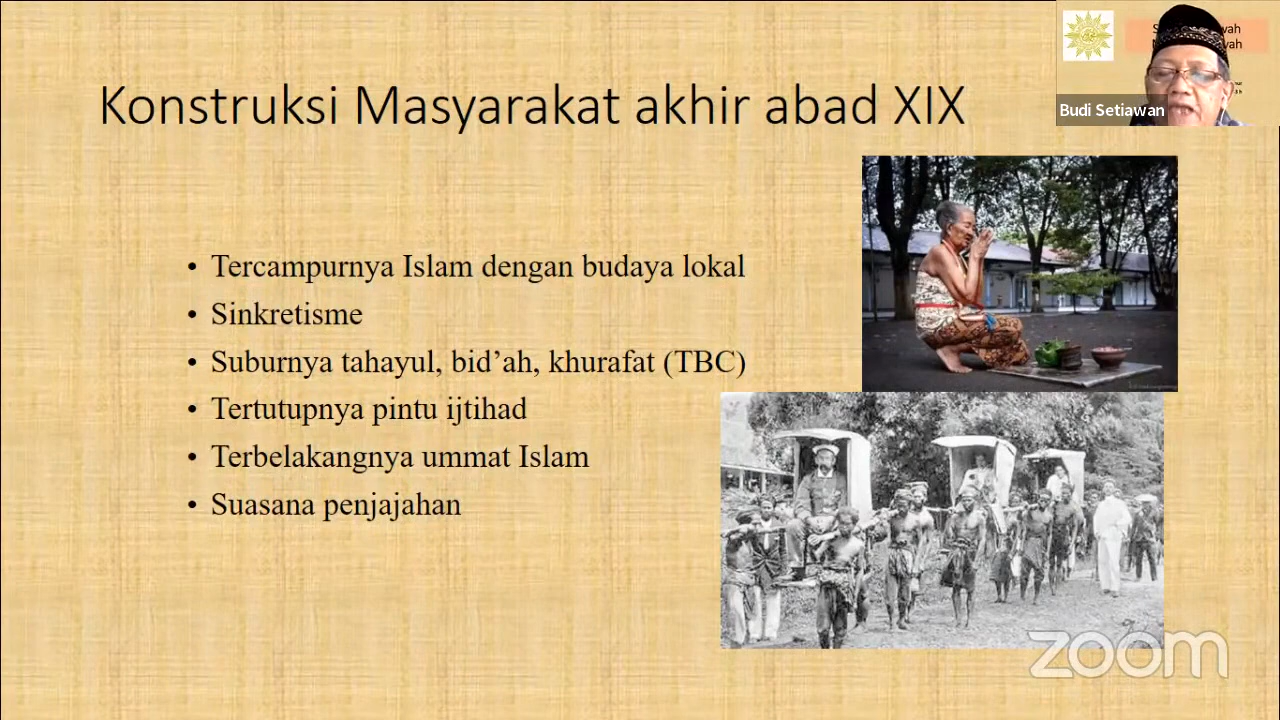 Konstruksi Masyarakat akhir abad XIX
Budi Setiawan
• Tercampurnya Islam dengan budaya lokal
• Sinkretisme
• Suburnya tahayul, bid’ah, khurafat (TBC)
• Tertutupnya pintu ijtihad
• Terbelakangnya ummat Islam
• Suasana penjajahan
zoom